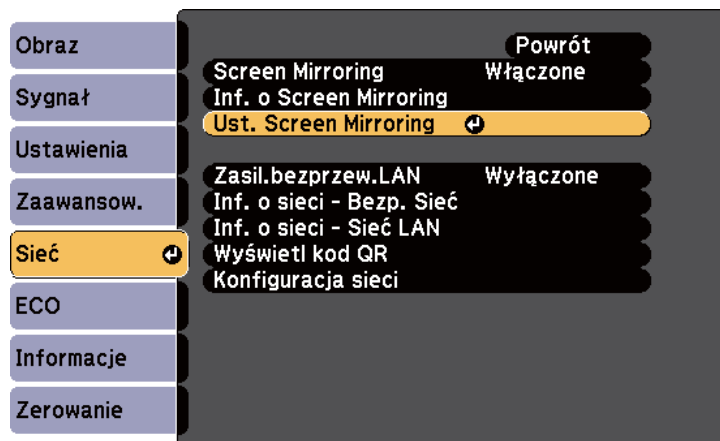 Obraz
Sygnał
Ustawienia
Zaawansow.
Sieć
ECO
Informacje
Zerowanie
Powrót
Screen Mirroring Włączone
Inf. o Screen Mirroring
Ust. Screen Mirroring
Zasil.bezprzew.LAN Wyłączone
Inf. o sieci - Bezp. Sieć
Inf. o sieci - Sieć LAN
Wyświetl kod QR
Konfiguracja sieci